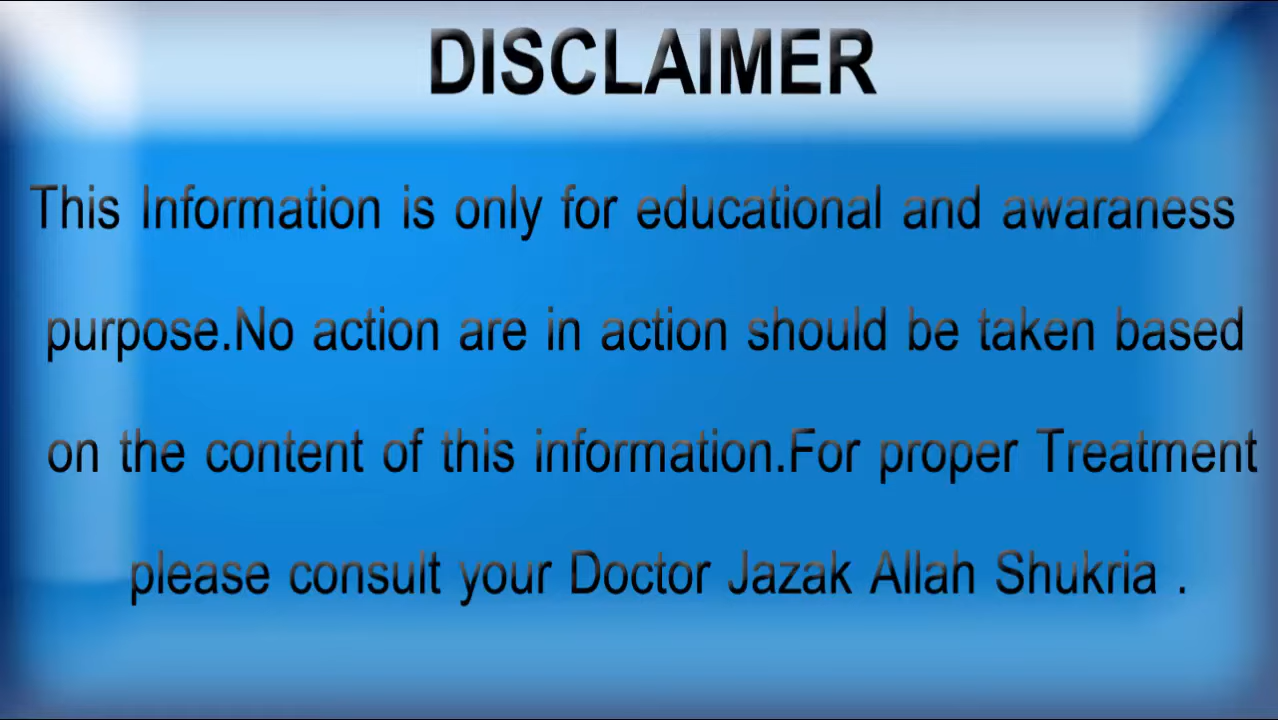 DISCLAIMER
This Information is only for educational and awaraness
purpose.No action are in action should be taken based
on the content of this information.For proper Treatment
please consult your Doctor Jazak Allah Shukria .